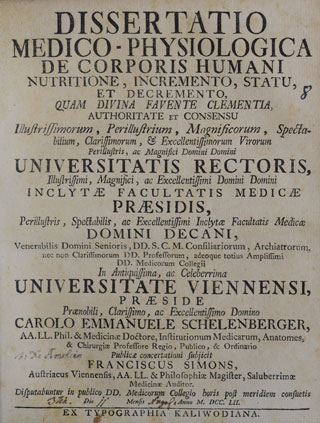 DISSERTATIO
MEDICO-PHYSIOLOGICA
DE CORPORIS HUMANI
NUTRITIONE, INCREMENTO, STATU,
ET DECREMENTO,
8
QUAM DIVINA FAVENTE CLEMENTIA,
AUTHORITATE ET CONSENSU
Illustrissimorum, Perillustrium, Magnificorum, Specta-
bilium, Clarissimorum, & Excellentissimorum Virorum
Perillustris, ac Magnifici Domini Domini
UNIVERSITATIS RECTORIS,
Illustrissimi, Magnifici, ac Excellentissimi Domini Domini
INCLYTÆ FACULTATIS MEDICÆ
PRÆSIDIS,
Perillustris, Spectabilis, ac Excellentissimi Inclytæ Facultatis Medicæ
DOMINI DECANI,
Venerabilis Domini Senioris, DD. S. C. M. Consiliariorum, Archiatrorum,
nec non Clarissimorum DD. Professorum, adeoque totius Amplissimi
DD. Medicorum Collegii
In Antiquissima, ac Celeberrima
UNIVERSITATE VIENNENSI,
PRÆSIDE
Prænobili, Clarissimo, ac Excellentissimo Domino
CAROLO EMMANUELE SCHELENBERGER,
AA. LL. Phil. & Medicinæ Doctore, Institutionum Medicarum, Anatomes,
& Chirurgiæ Professore Regio, Publico, & Ordinario
Publicæ concertationi subjicit
FRANCISCUS SIMONS,
Austriacus Viennensis, AA. LL. & Philosophiæ Magister, Saluberrimæ
Medicinæ Auditor.
Disputabuntur in publico DD. Medicorum Collegio horis post meridiem consuetis
Die Mensis Anno M. DCC. LII.
EX TYPOGRAPHIA KALIWODIANA.